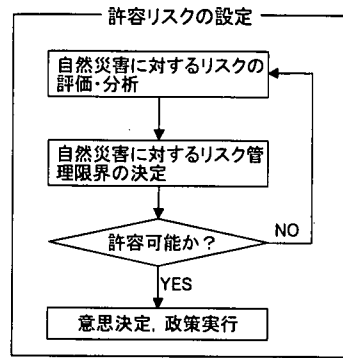 許容リスクの設定
自然災害に対するリスクの
評価・分析
自然災害に対するリスク管
理限界の決定
許容可能か？
NO
YES
意思決定，政策実行